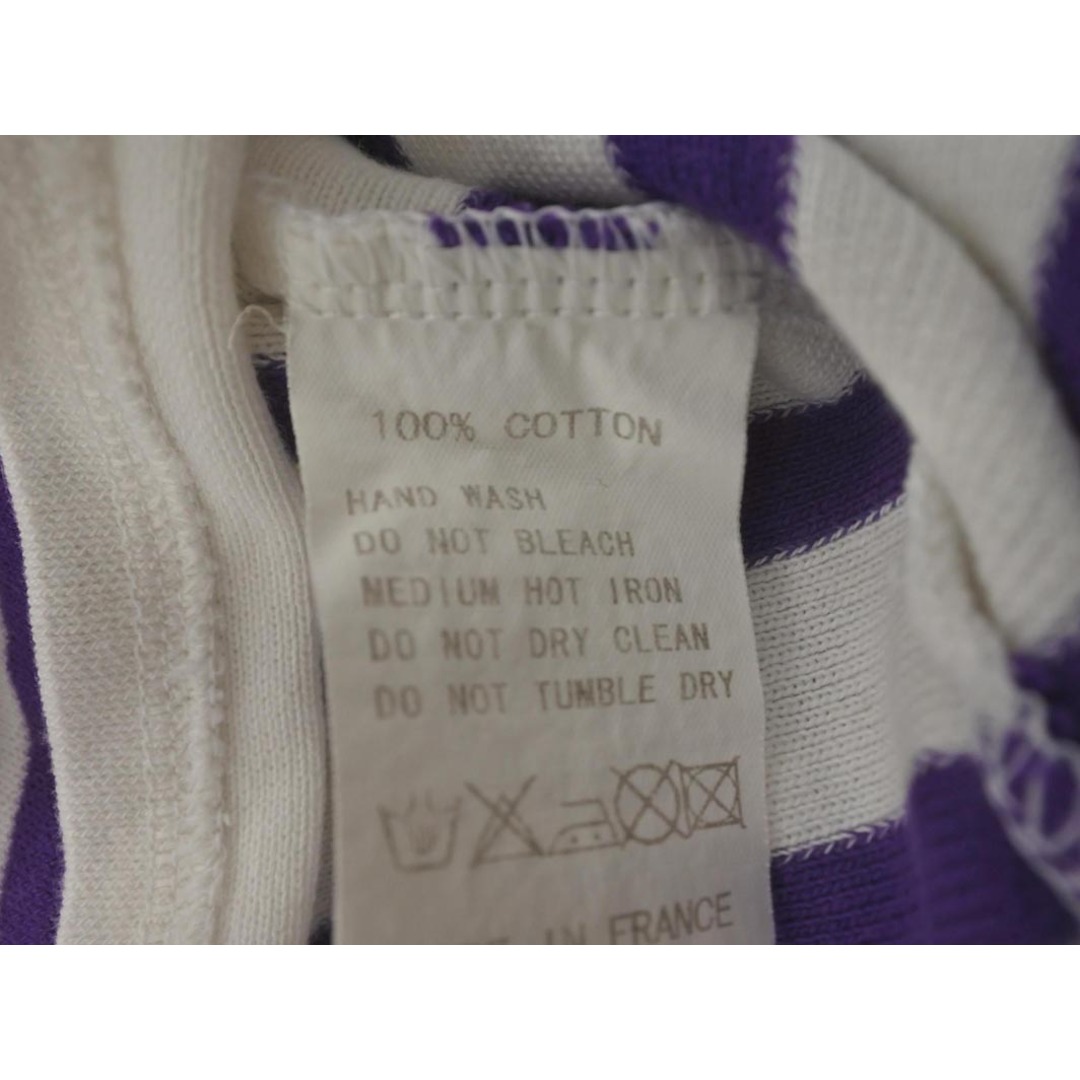 100% COTTON
HAND WASH
DO NOT BLEACH
MEDIUM HOT IRON
DO NOT DRY CLEAN
DO NOT TUMBLE DRY
IN FRANCE